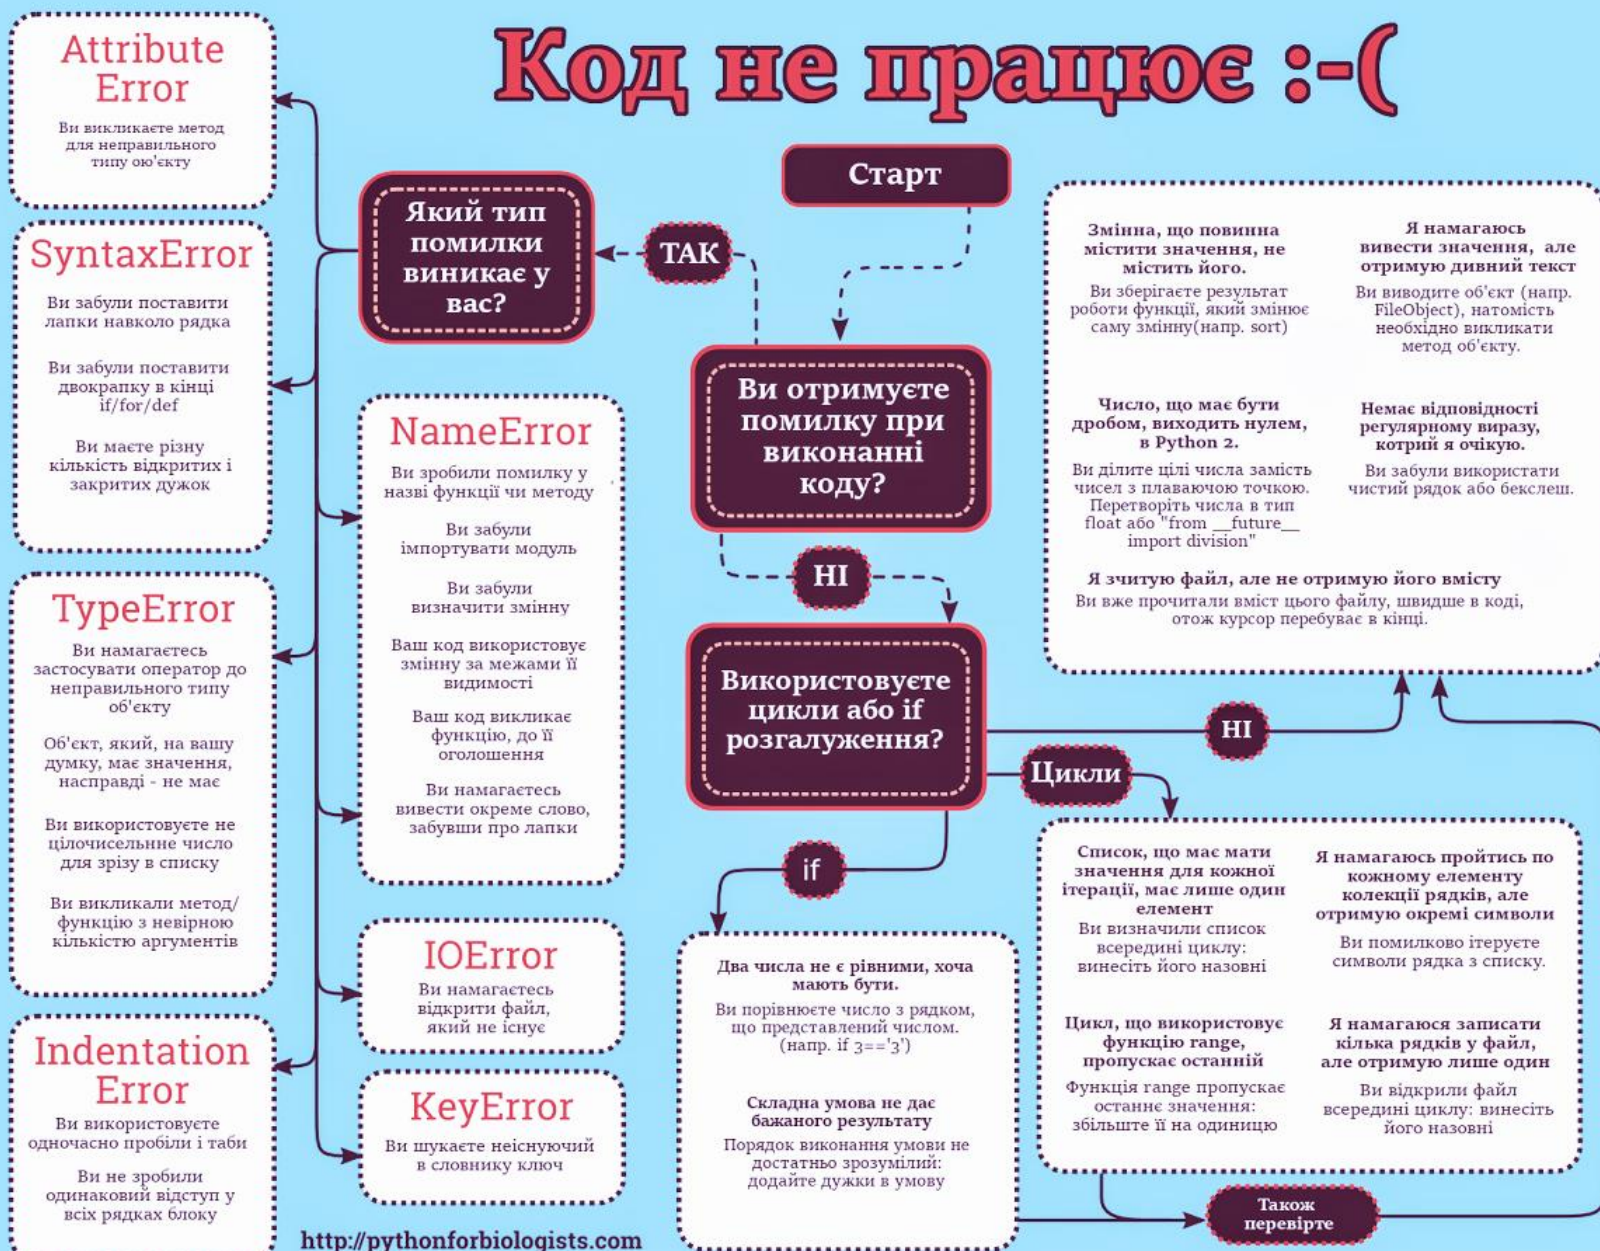 Код не працює :-(
Старт
Ви отримуєте
помилку при
виконанні
коду?
ТАК
Який тип
помилки
виникає у
вас?
Attribute
Error
Ви викликаєте метод
для неправильного
типу ою'єкту
SyntaxError
Ви забули поставити
лапки навколо рядка
Ви забули поставити
двокрапку в кінці
if/for/def
Ви маєте різну
кількість відкритих і
закритих дужок
TypeError
Ви намагаєтесь
застосувати оператор до
неправильного типу
об'єкту
Об'єкт, який, на вашу
думку, має значення,
насправді - не має
Ви використовуєте не
цілочисельнне число
для зрізу в списку
Ви викликали метод/
функцію з невірною
кількістю аргументів
Indentation
Error
Ви використовуєте
одночасно пробіли і таби
Ви не зробили
одинаковий відступ у
всіх рядках блоку
NameError
Ви зробили помилку у
назві функції чи методу
Ви забули
імпортувати модуль
Ви забули
визначити змінну
Ваш код використовує
змінну за межами її
видимості
Ваш код викликає
функцію, до її
оголошення
Ви намагаєтесь
вивести окреме слово,
забувши про лапки
IOError
Ви намагаєтесь
відкрити файл,
який не існує
KeyError
Ви шукаєте неіснуючий
в словнику ключ
НІ
Використовуєте
цикли або if
розгалуження?
НІ
Змінна, що повинна
містити значення, не
містить його.
Ви зберігаєте результат
роботи функції, який змінює
саму змінну(напр. sort)
Я намагаюсь
вивести значення, але
отримую дивний текст
Ви виводите об'єкт (напр.
FileObject), натомість
необхідно викликати
метод об'єкту.
Число, що має бути
дробом, виходить нулем,
в Python 2.
Ви ділите цілі числа замість
чисел з плаваючою точкою.
Перетворіть числа в тип
float або "from __future__
import division"
Немає відповідності
регулярному виразу,
котрий я очікую.
Ви забули використати
чистий рядок або бекслеш.
Я зчитую файл, але не отримую його вмісту
Ви вже прочитали вміст цього файлу, швидше в коді,
отож курсор перебуває в кінці.
Цикли
Список, що має мати
значення для кожної
ітерації, має лише один
елемент
Ви визначили список
всередині циклу:
винесіть його назовні
Я намагаюсь пройтись по
кожному елементу
колекції рядків, але
отримую окремі символи
Ви помилково ітеруєте
символи рядка з списку.
Цикл, що використовує
функцію range,
пропускає останній
Функція range пропускає
останнє значення:
збільште її на одиницю
Я намагаюся записати
кілька рядків у файл,
але отримую лише один
Ви відкрили файл
всередині циклу: винесіть
його назовні
if
Два числа не є рівними, хоча
мають бути.
Ви порівнюєте число з рядком,
що представлений числом.
(напр. if 3=='3')
Складна умова не дає
бажаного результату
Порядок виконання умови не
достатньо зрозумілий:
додайте дужки в умову
Також
перевірте
http://pythonforbiologists.com